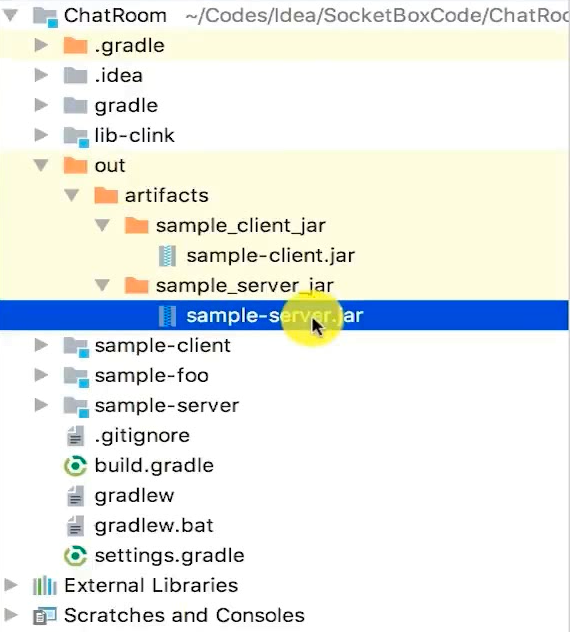 ChatRoom ~/Codes/Idea/SocketBoxCode/ChatRoo
.gradle
.idea
gradle
lib-clink
out
artifacts
sample_client_jar
sample-client.jar
sample_server_jar
sample-server.jar
sample-client
sample-foo
sample-server
.gitignore
build.gradle
gradlew
gradlew.bat
settings.gradle
External Libraries
Scratches and Consoles